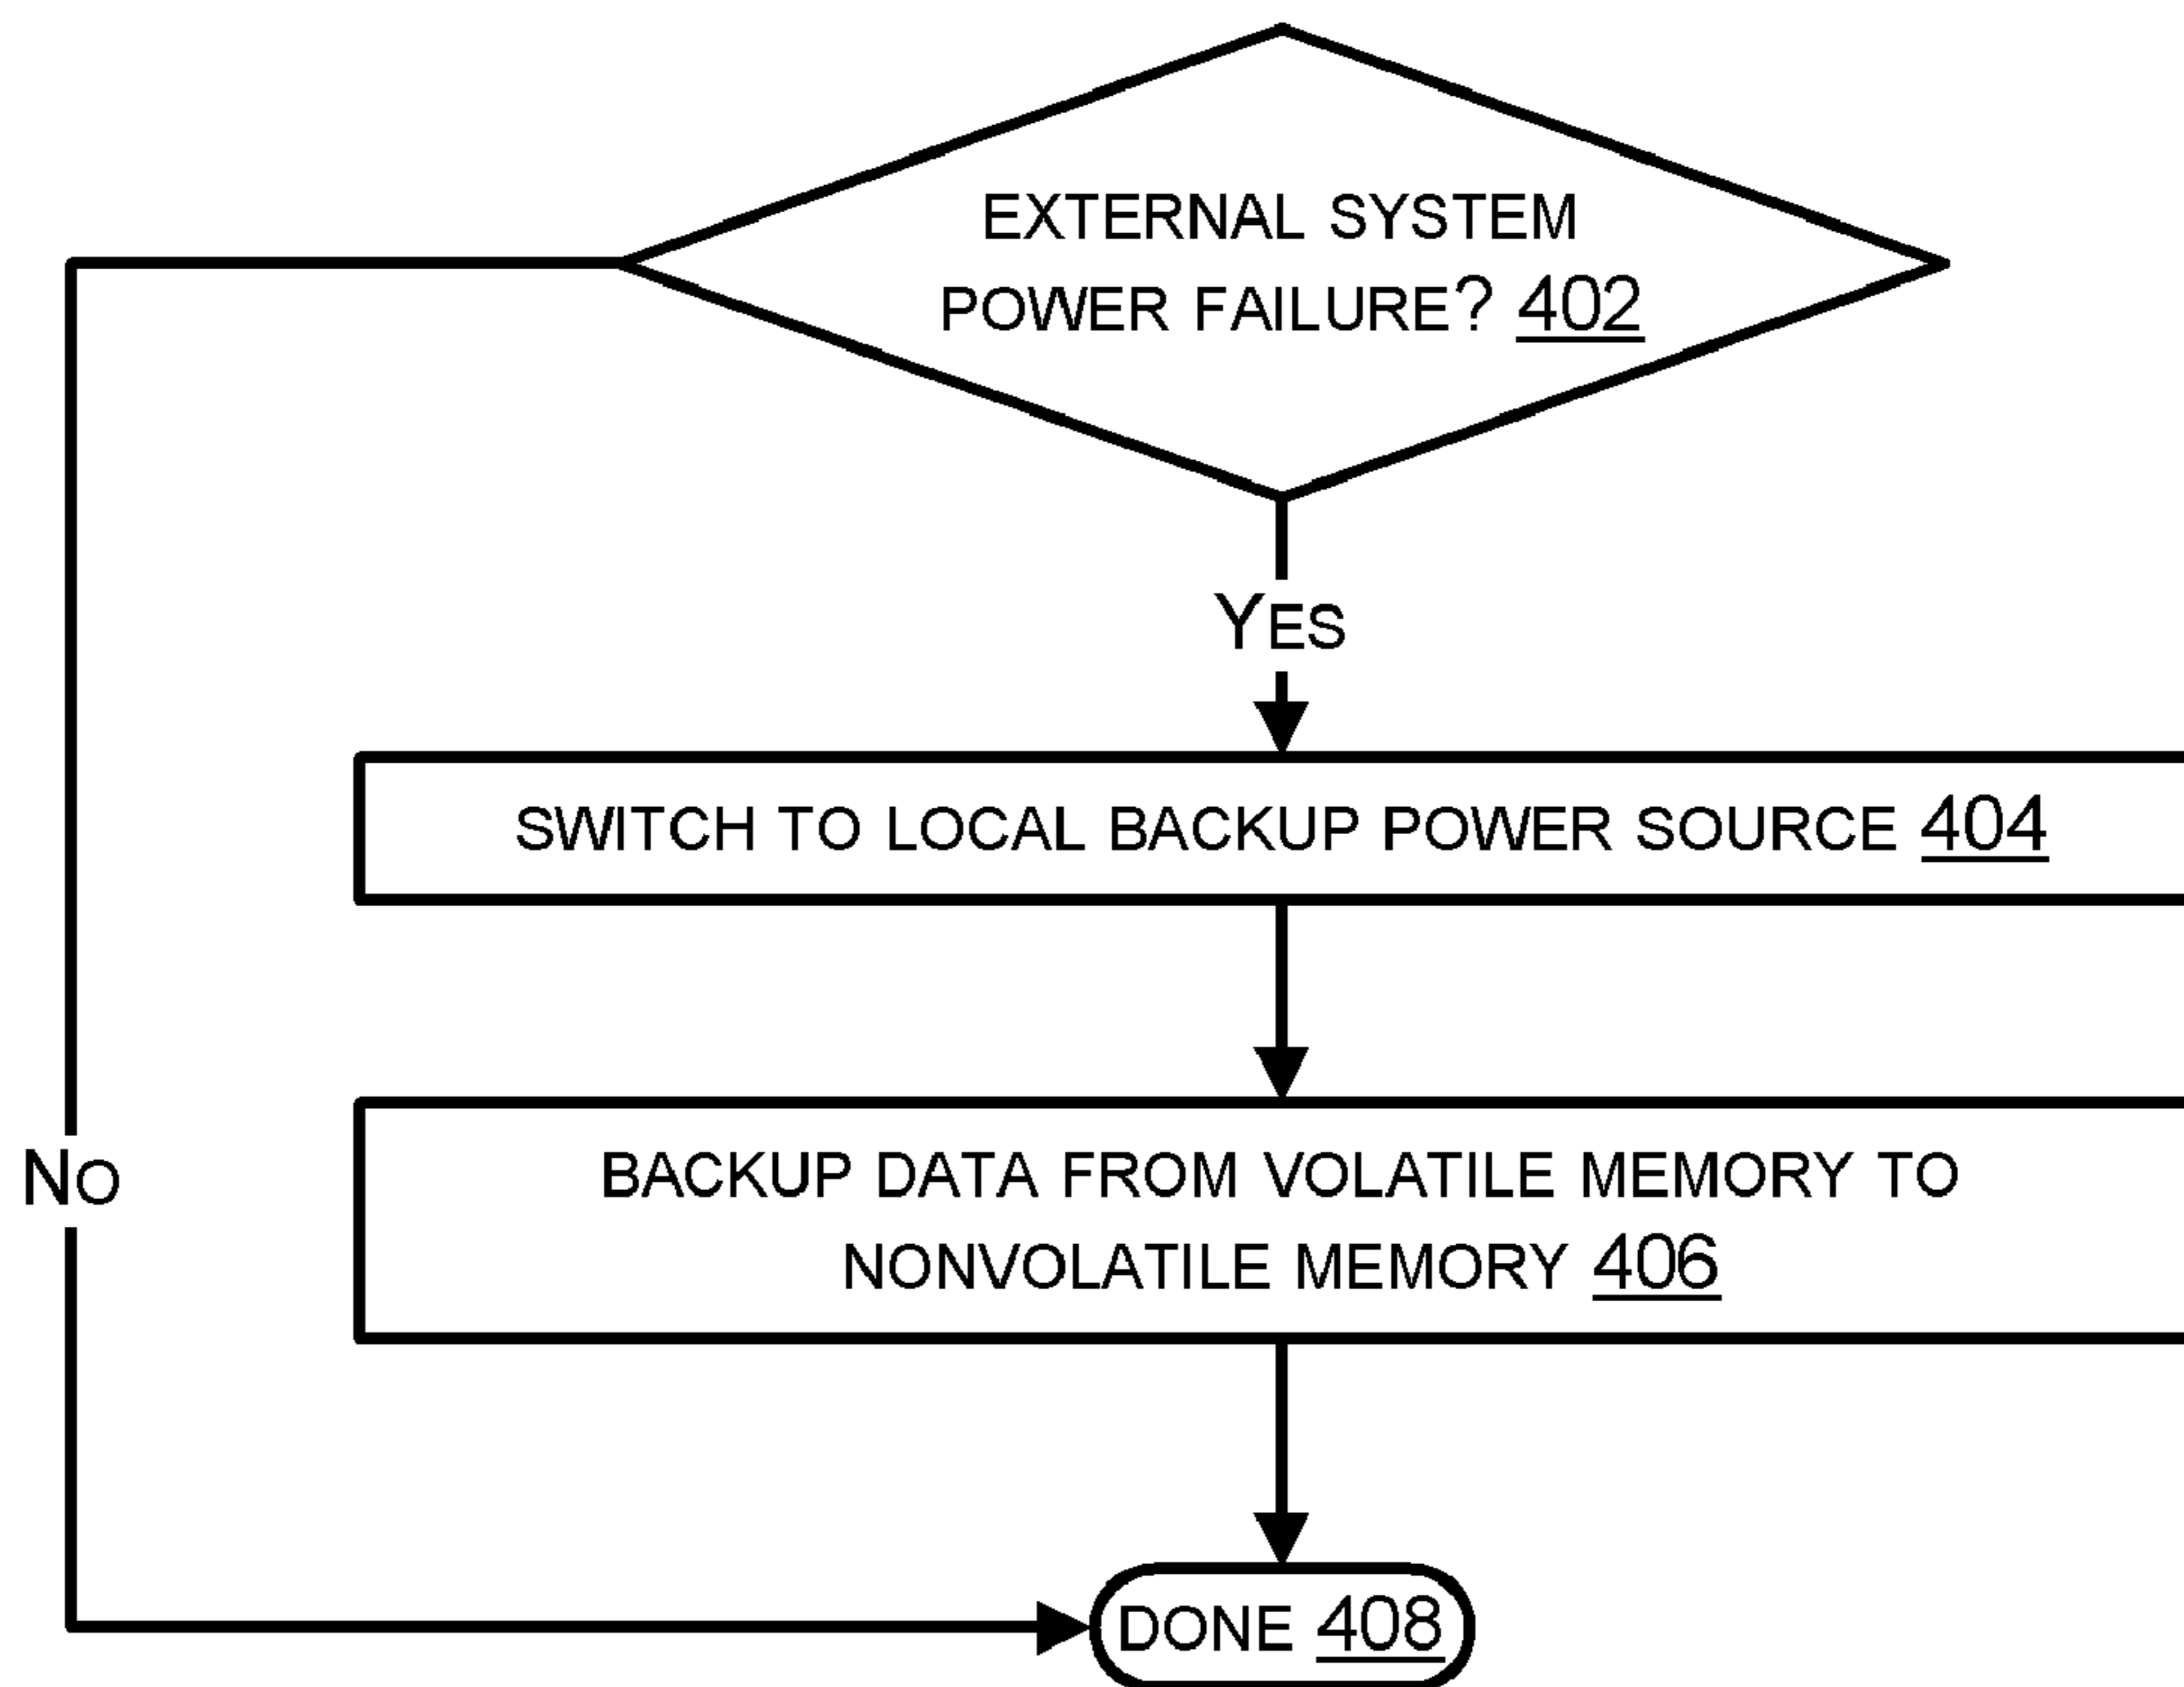 EXTERNAL SYSTEM
POWER FAILURE? 402
YES
SWITCH TO LOCAL BACKUP POWER SOURCE 404
BACKUP DATA FROM VOLATILE MEMORY TO
NONVOLATILE MEMORY 406
NO
DONE 408